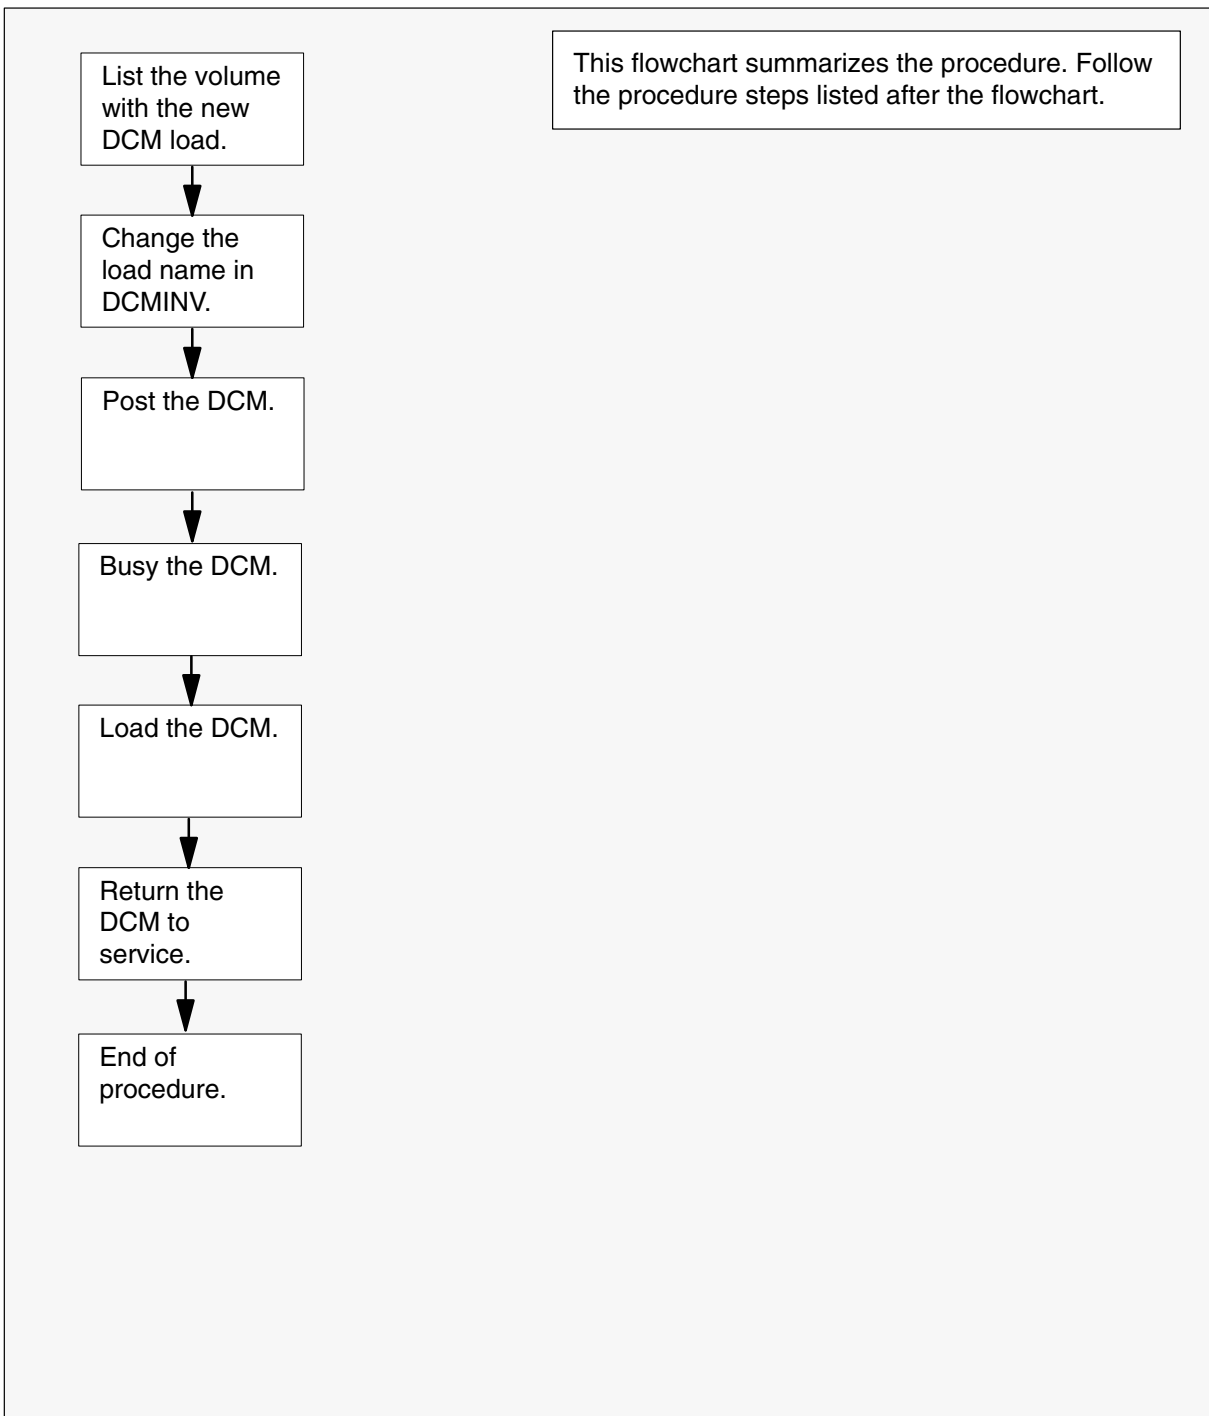 List the volume
with the new
DCM load.
This flowchart summarizes the procedure. Follow
the procedure steps listed after the flowchart.
Change the
load name in
DCMINV.
Post the DCM.
Busy the DCM.
Load the DCM.
Return the
DCM to
service.
End of
procedure.